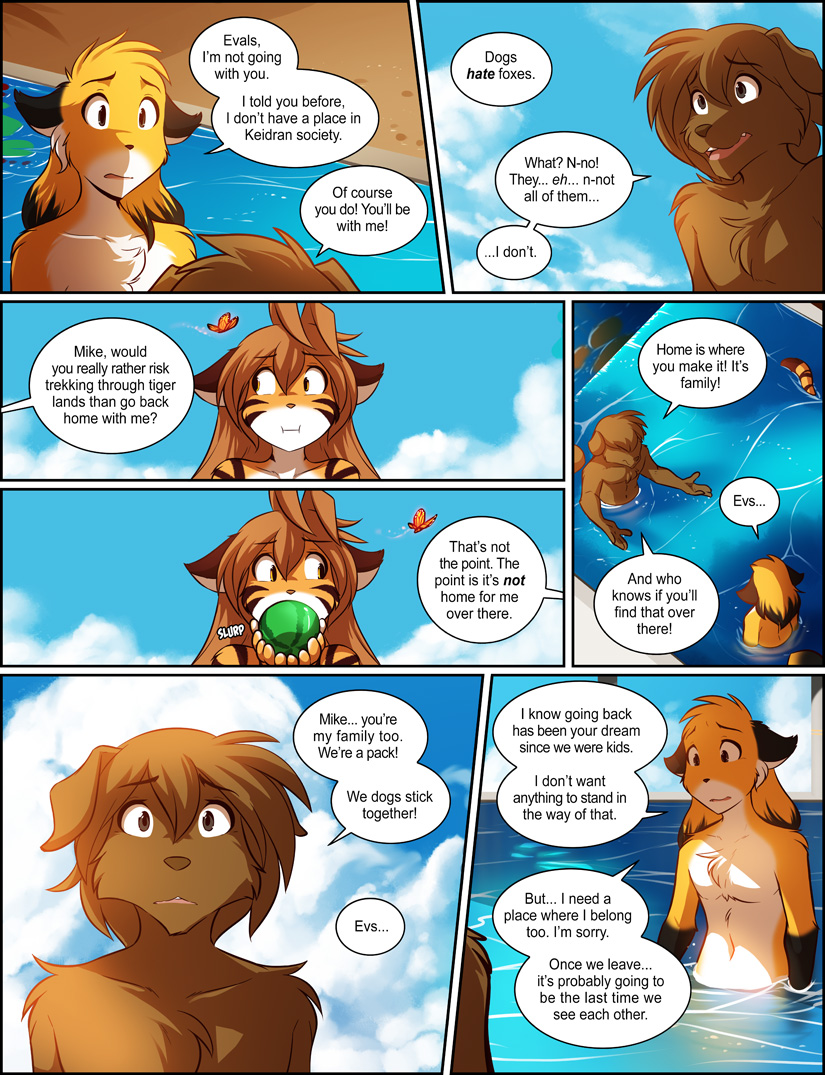 Evals,
I'm not going
with you.
I told you before,
I don't have a place in
Keidran society.
Of course
you do! You'll be
with me!
Dogs
hate foxes.
What? N-no!
They... eh... n-not
all of them...
...I don't.
Mike, would
you really rather risk
trekking through tiger
lands than go back
home with me?
That's not
the point. The
point is it's not
home for me
over there.
SLURP
Home is where
you make it! It's
family!
Evs...
And who
knows if you'll
find that over
there!
Mike... you're
my family too.
We're a pack!
We dogs stick
together!
Evs...
I know going back
has been your dream
since we were kids.
I don't want
anything to stand in
the way of that.
But... I need a
place where I belong
too. I'm sorry.
Once we leave...
it's probably going to
be the last time we
see each other.